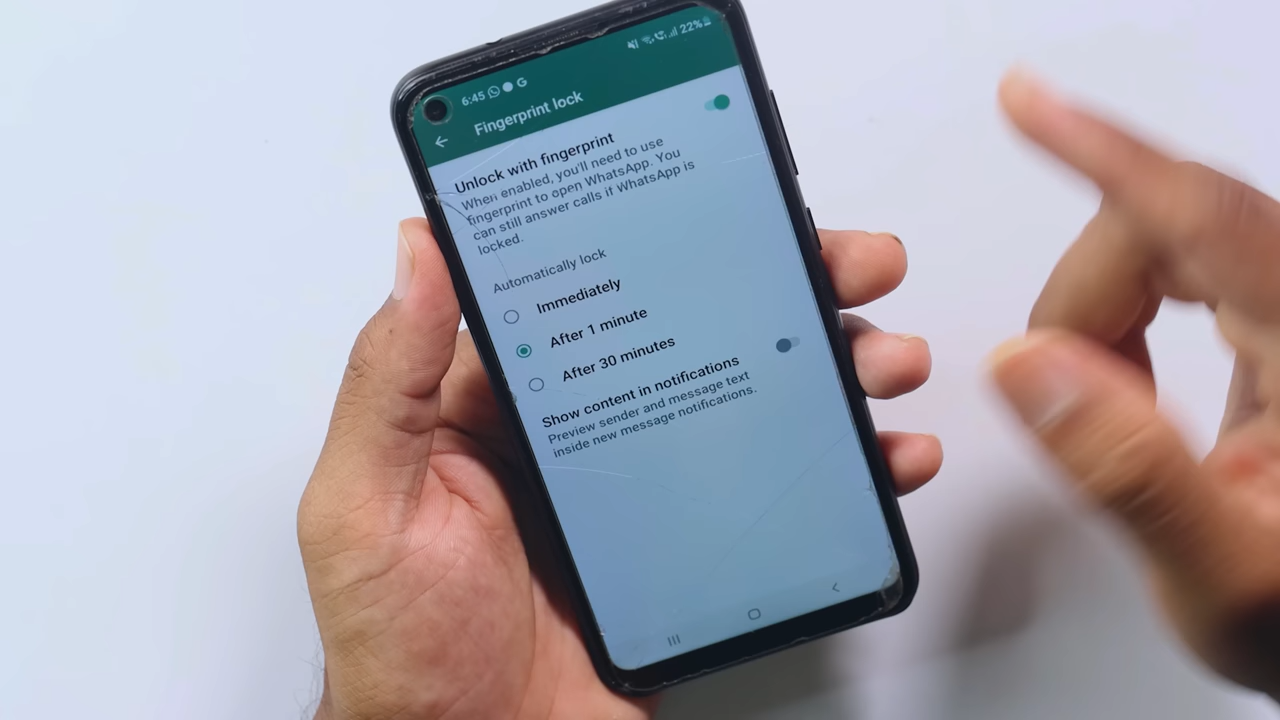 6:45 22%
Fingerprint lock
Unlock with fingerprint
When enabled, you'll need to use
fingerprint to open WhatsApp. You
can still answer calls if WhatsApp is
locked.
Automatically lock
Immediately
After 1 minute
After 30 minutes
Show content in notifications
Preview sender and message text
inside new message notifications.